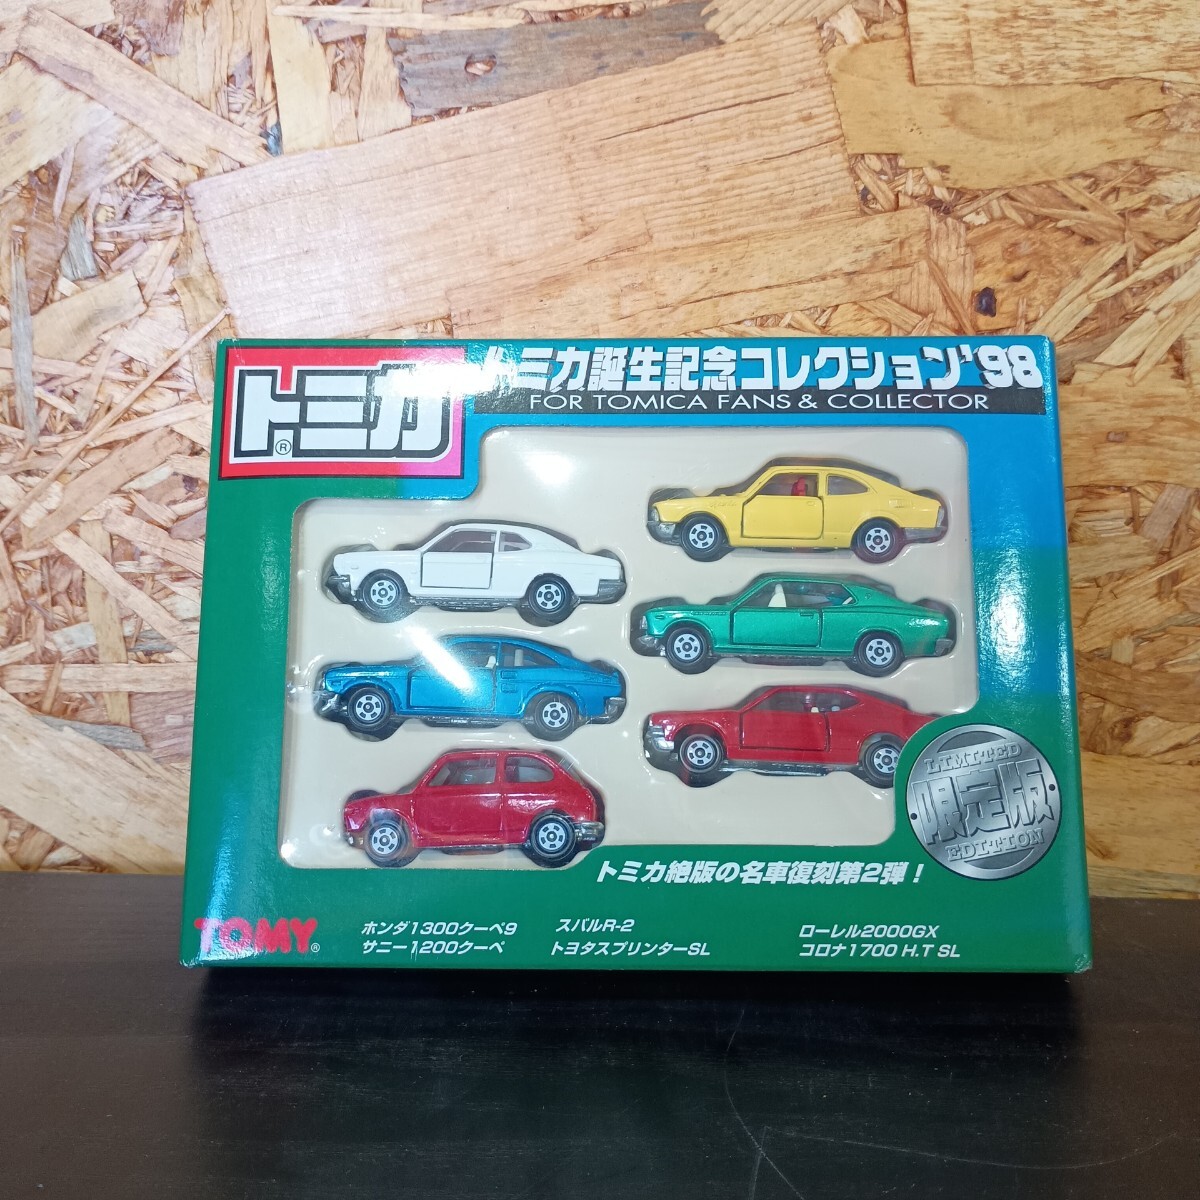 トミカ®
トミカ誕生記念コレクション'98
FOR TOMICA FANS & COLLECTOR
LIMITED
限定版
EDITION
トミカ絶版の名車復刻第2弾!
TOMY®
ホンダ1300クーペ9
サニー1200クーペ
スバルR-2
トヨタスプリンターSL
ローレル2000GX
コロナ1700 H.T SL